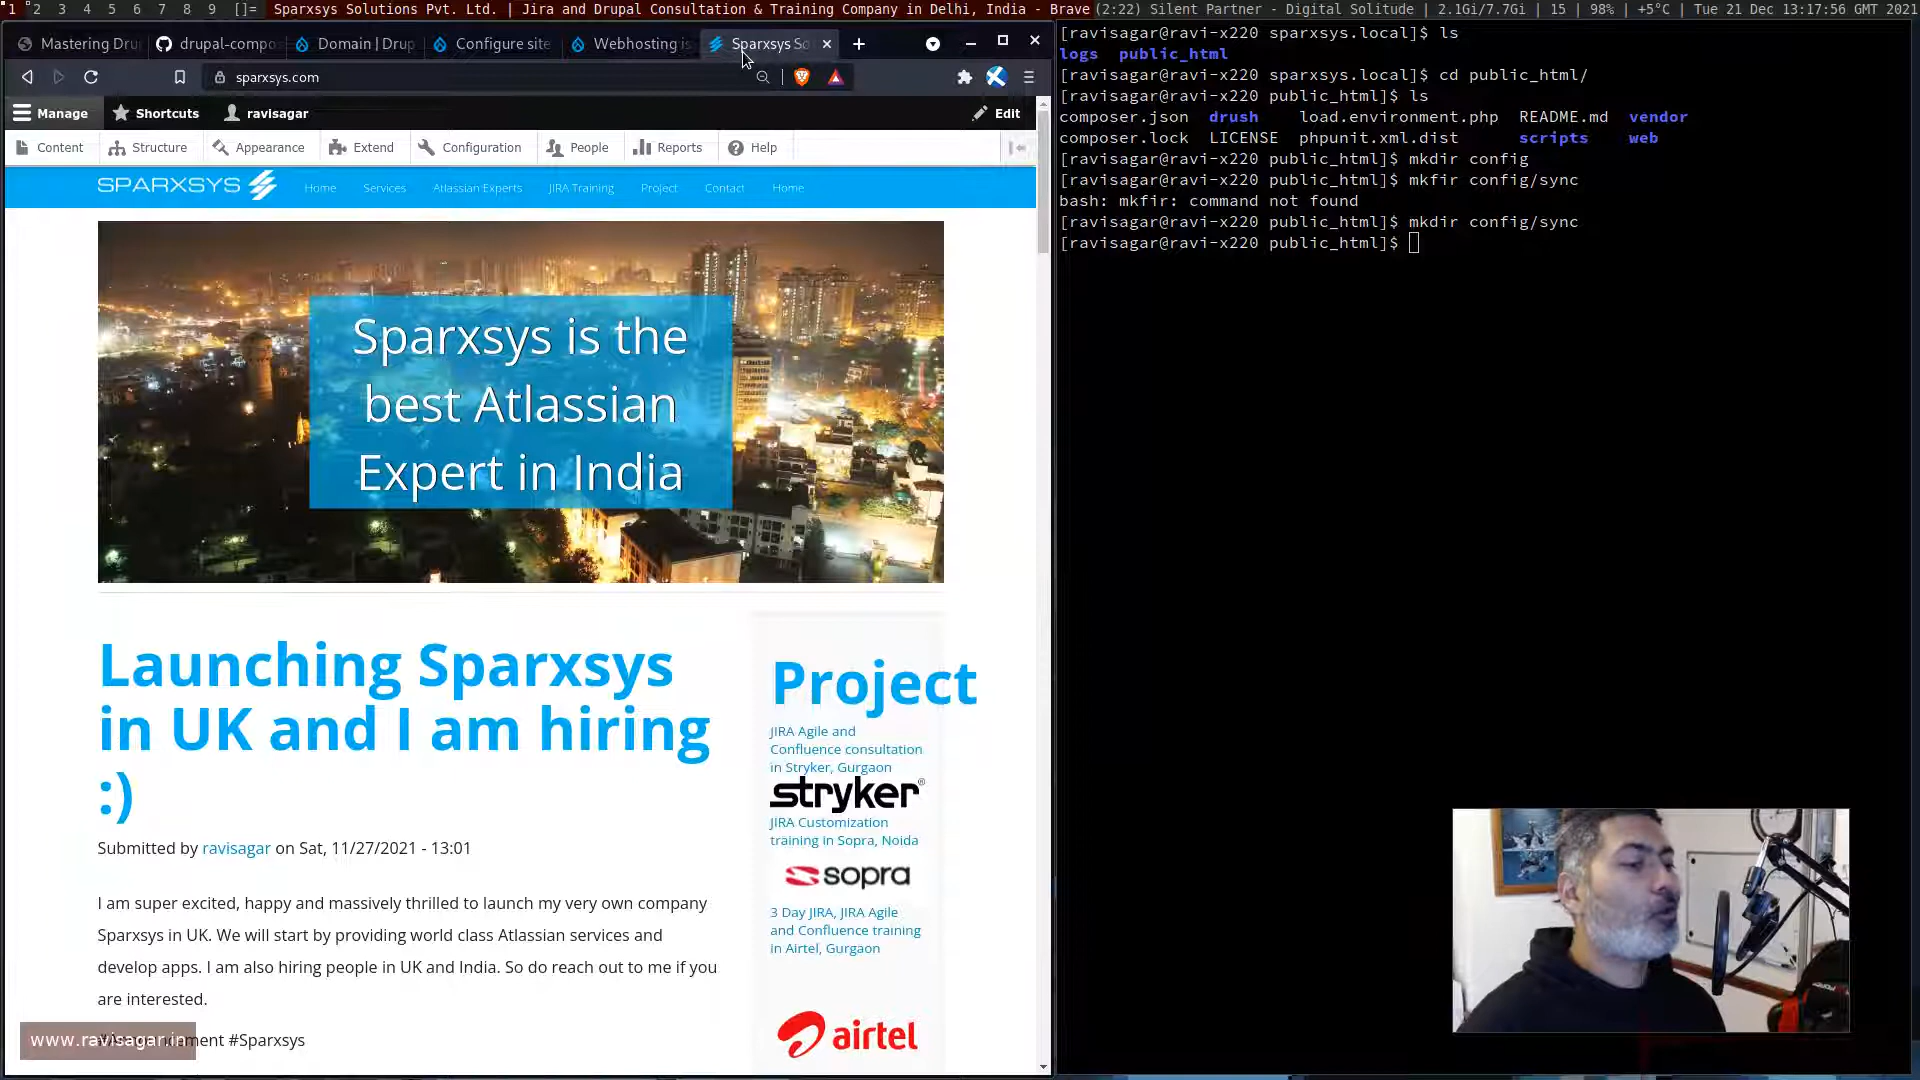 1 2 3 4 5 6 7 8 9 []= Sparxsys Solutions Pvt. Ltd. | Jira and Drupal Consultation & Training Company in Delhi, India - Brave (2:22) Silent Partner - Digital Solitude | 2.1Gi/7.7Gi | 15 | 98% | +5°C | Tue 21 Dec 13:17:56 GMT 2021
Mastering Dru drupal-compo Domain | Drup Configure site Webhosting is Sparxsys So
sparxsys.com
Manage Shortcuts ravisagar Edit
Content Structure Appearance Extend Configuration People Reports Help
SPARXSYS Home Services Atlassian Experts JIRA Training Project Contact Home
Sparxsys is the
best Atlassian
Expert in India
Launching Sparxsys
in UK and I am hiring
:)
Submitted by ravisagar on Sat, 11/27/2021 - 13:01
I am super excited, happy and massively thrilled to launch my very own company
Sparxsys in UK. We will start by providing world class Atlassian services and
develop apps. I am also hiring people in UK and India. So do reach out to me if you
are interested.
#Sparxsys
www.ravisagar.in
Project
JIRA Agile and
Confluence consultation
in Stryker, Gurgaon
stryker®
JIRA Customization
training in Sopra, Noida
sopra
3 Day JIRA, JIRA Agile
and Confluence training
in Airtel, Gurgaon
airtel
[ravisagar@ravi-x220 sparxsys.local]$ ls
logs public_html
[ravisagar@ravi-x220 sparxsys.local]$ cd public_html/
[ravisagar@ravi-x220 public_html]$ ls
composer.json drush load.environment.php README.md vendor
composer.lock LICENSE phpunit.xml.dist scripts web
[ravisagar@ravi-x220 public_html]$ mkdir config
[ravisagar@ravi-x220 public_html]$ mkfir config/sync
bash: mkfir: command not found
[ravisagar@ravi-x220 public_html]$ mkdir config/sync
[ravisagar@ravi-x220 public_html]$